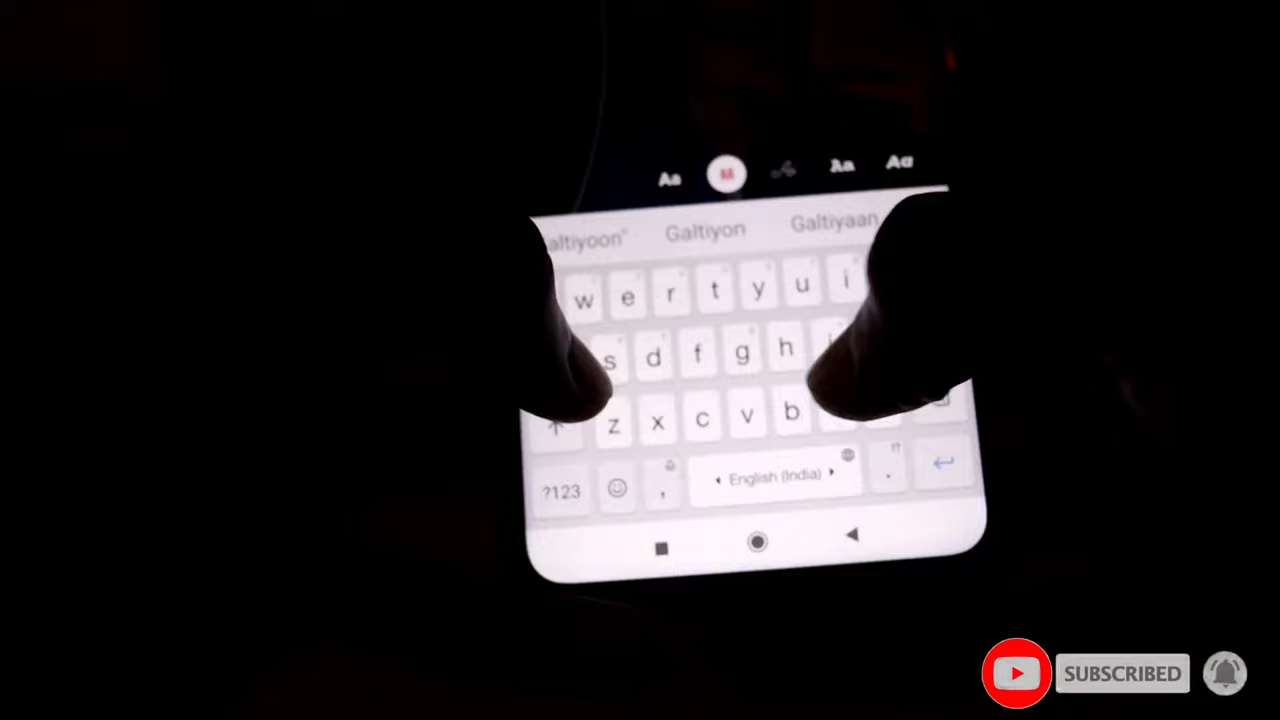 Aa M Aa Aa
altiyoon" Galtiyon Galtiyaan
w e r t y u i
s d f g h
z x c v b
?123 , English (India) .
SUBSCRIBED